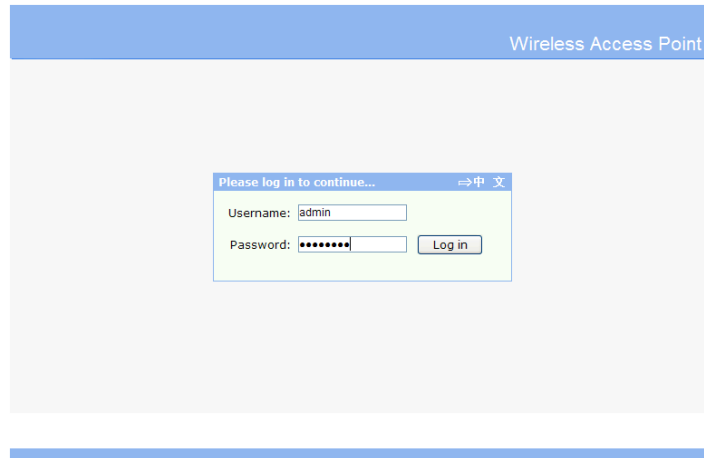 Wireless Access Point
Please log in to continue... ⇨中 文
Username: admin
Password: ●●●●●●●● Log in